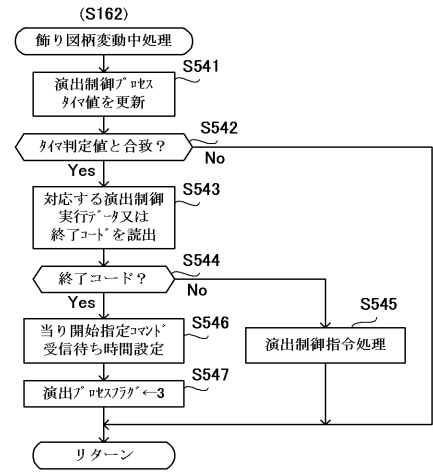 (S162)
飾り図柄変動中処理
S541
演出制御ﾌﾟﾛｾｽ
ﾀｲﾏ値を更新
S542
ﾀｲﾏ判定値と合致？
No
Yes
S543
対応する演出制御
実行ﾃﾞｰﾀ又は
終了ｺｰﾄﾞを読出
S544
終了コード？
No
Yes
S545
S546
当り開始指定ｺﾏﾝﾄﾞ
受信待ち時間設定
演出制御指令処理
S547
演出ﾌﾟﾛｾｽﾌﾗｸﾞ←3
リターン